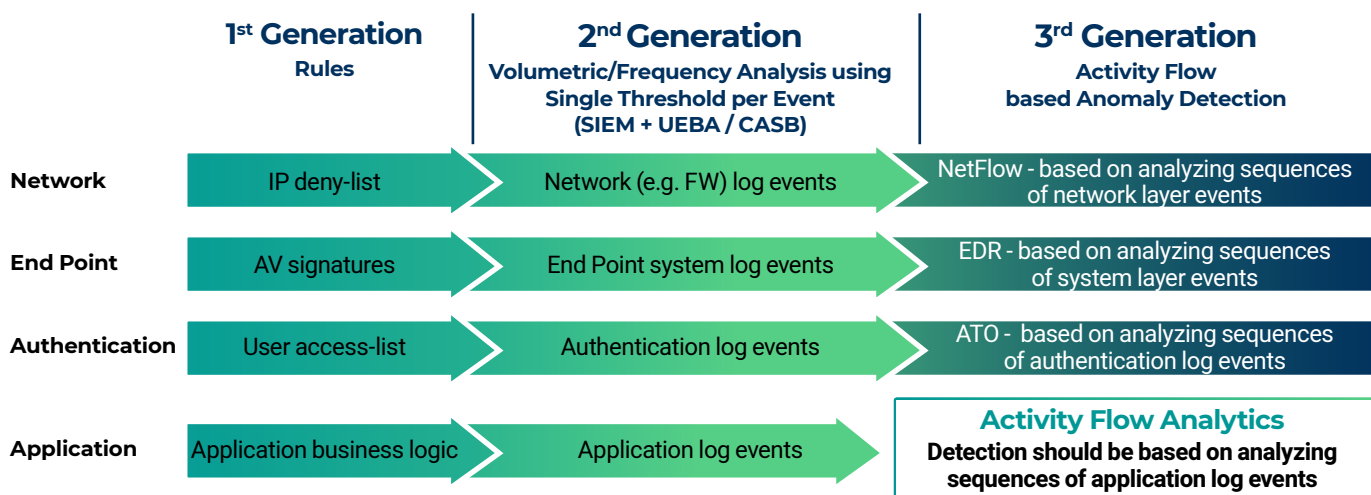 1st Generation
Rules
2nd Generation
Volumetric/Frequency Analysis using
Single Threshold per Event
(SIEM + UEBA / CASB)
3rd Generation
Activity Flow
based Anomaly Detection
Network
IP deny-list
Network (e.g. FW) log events
NetFlow - based on analyzing sequences
of network layer events
End Point
AV signatures
End Point system log events
EDR - based on analyzing sequences
of system layer events
Authentication
User access-list
Authentication log events
ATO - based on analyzing sequences
of authentication log events
Application
Application business logic
Application log events
Activity Flow Analytics
Detection should be based on analyzing
sequences of application log events